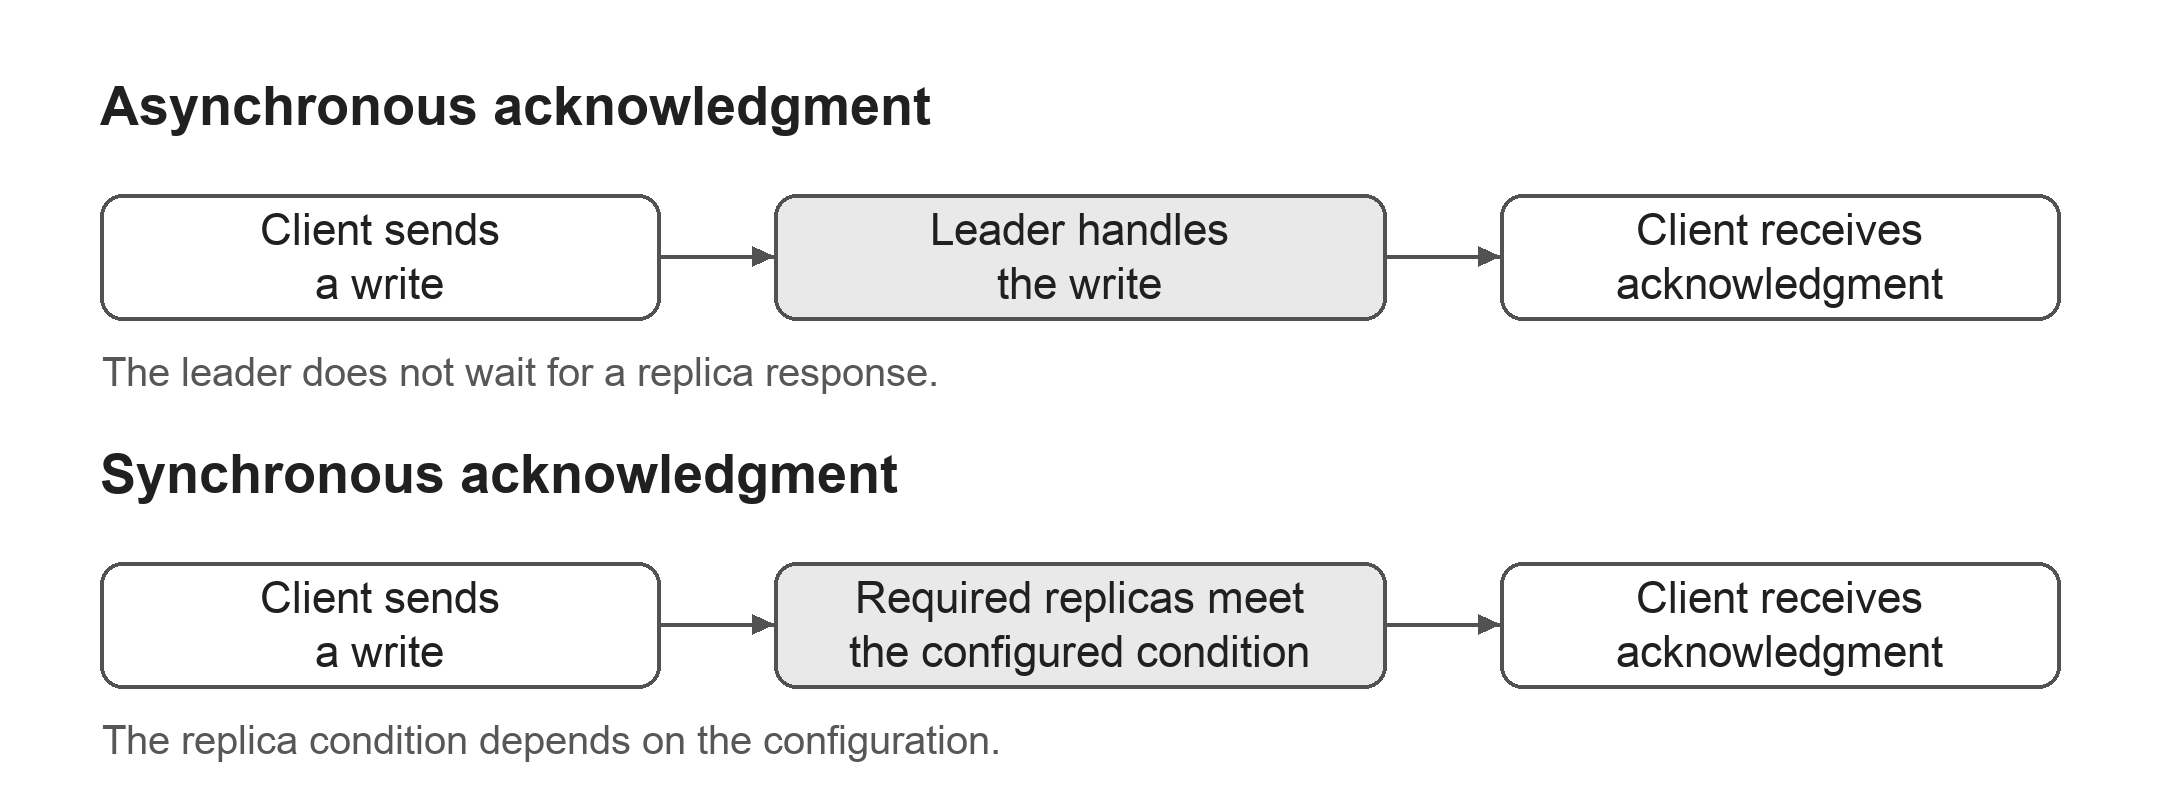 Asynchronous acknowledgment
Client sends
a write
Leader handles
the write
Client receives
acknowledgment
The leader does not wait for a replica response.
Synchronous acknowledgment
Client sends
a write
Required replicas meet
the configured condition
Client receives
acknowledgment
The replica condition depends on the configuration.